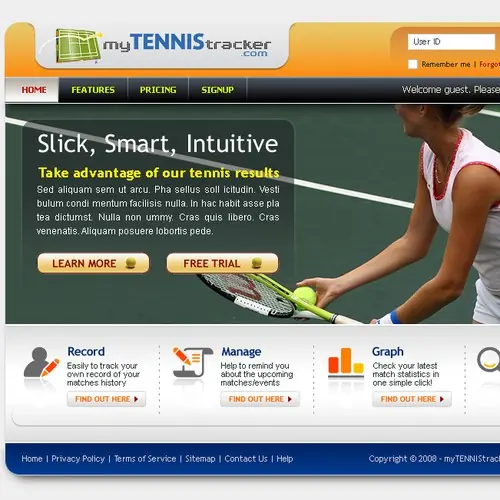 myTENNIStracker
.com
User ID
Remember me | Forgo
HOME
FEATURES
PRICING
SIGNUP
Welcome guest. Please
Slick, Smart, Intuitive
Take advantage of our tennis results
Sed aliquam sem ut arcu. Pha sellus soll icitudin. Vesti
bulum condi mentum facilisis nulla. In hac habit asse pla
tea dictumst. Nulla non ummy. Cras quis libero. Cras
venenatis. Aliquam posuere lobortis pede.
LEARN MORE
FREE TRIAL
Record
Easily to track your
own record of your
matches history
FIND OUT HERE
Manage
Help to remind you
about the upcoming
matches/events
FIND OUT HERE
Graph
Check your latest
match statistics in
one simple click!
FIND OUT HERE
Home | Privacy Policy | Terms of Service | Sitemap | Contact Us | Help
Copyright © 2008 - myTENNIStrack